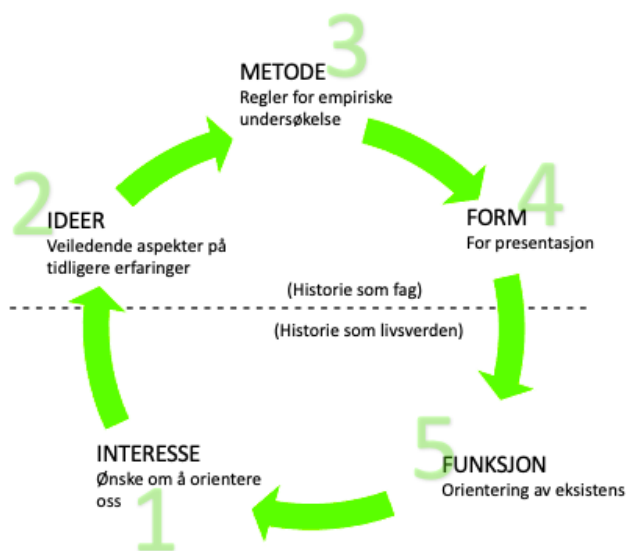 3
METODE
Regler for empiriske
undersøkelse
2
IDEER
Veiledende aspekter på
tidligere erfaringer
4
FORM
For presentasjon
(Historie som fag)
(Historie som livsverden)
INTERESSE
Ønske om å orientere
oss
1
5
FUNKSJON
Orientering av eksistens